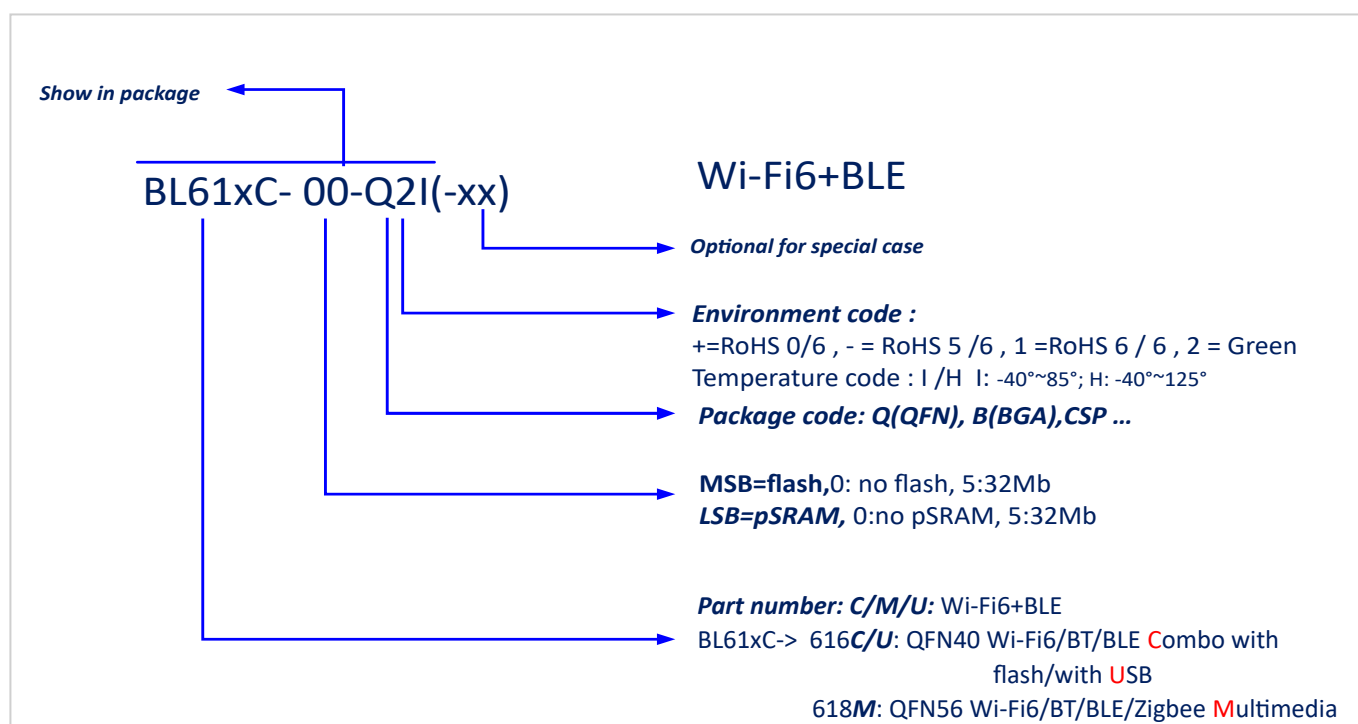 Show in package
BL61xC- 00-Q2I(-xx)
Wi-Fi6+BLE
Optional for special case
Environment code :
+=RoHS 0/6 , - = RoHS 5 /6 , 1 =RoHS 6 / 6 , 2 = Green
Temperature code : I /H I: -40°~85°; H: -40°~125°
Package code: Q(QFN), B(BGA),CSP ...
MSB=flash,0: no flash, 5:32Mb
LSB=pSRAM, 0:no pSRAM, 5:32Mb
Part number: C/M/U: Wi-Fi6+BLE
BL61xC-> 616C/U: QFN40 Wi-Fi6/BT/BLE Combo with
flash/with USB
618M: QFN56 Wi-Fi6/BT/BLE/Zigbee Multimedia